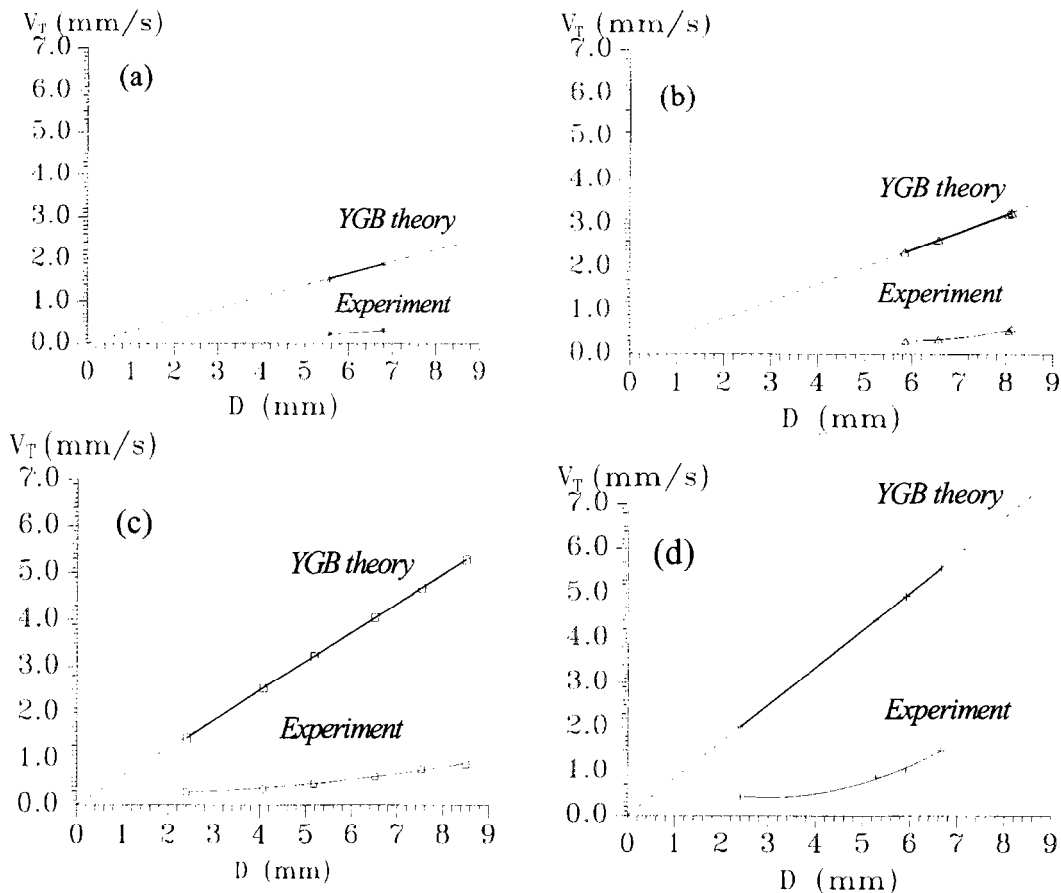 V_T (mm/s)
7.0
6.0
5.0
4.0
3.0
2.0
1.0
0.0
(a)
YGB theory
Experiment
0 1 2 3 4 5 6 7 8 9
D (mm)
V_T (mm/s)
7.0
6.0
5.0
4.0
3.0
2.0
1.0
0.0
(b)
YGB theory
Experiment
0 1 2 3 4 5 6 7 8 9
D (mm)
V_T (mm/s)
7.0
6.0
5.0
4.0
3.0
2.0
1.0
0.0
(c)
YGB theory
Experiment
0 1 2 3 4 5 6 7 8 9
D (mm)
V_T (mm/s)
7.0
6.0
5.0
4.0
3.0
2.0
1.0
0.0
(d)
YGB theory
Experiment
0 1 2 3 4 5 6 7 8 9
D (mm)